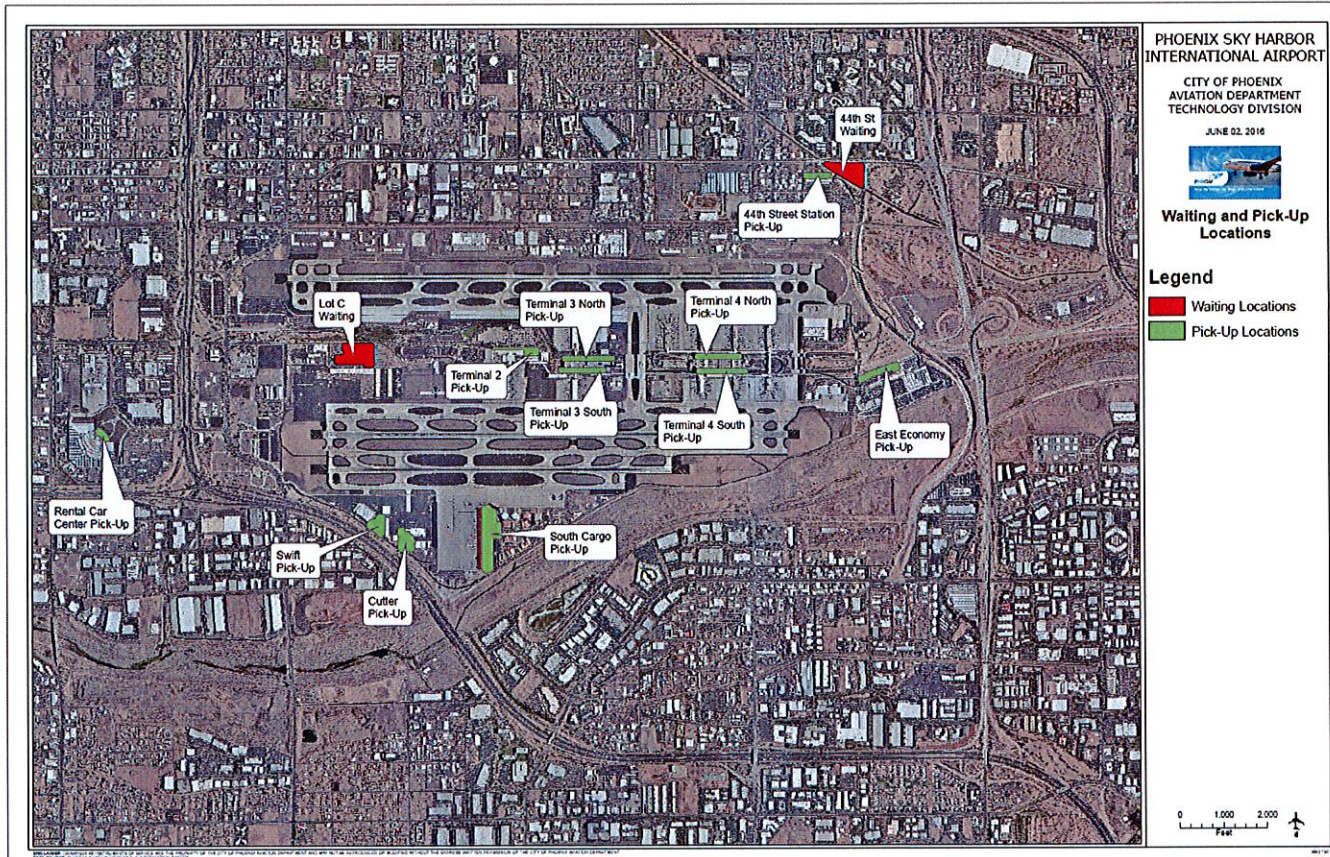 PHOENIX SKY HARBOR
INTERNATIONAL AIRPORT
CITY OF PHOENIX
AVIATION DEPARTMENT
TECHNOLOGY DIVISION
JUNE 02, 2016
Waiting and Pick-Up
Locations
Legend
Waiting Locations
Pick-Up Locations
44th St
Waiting
44th Street Station
Pick-Up
Lot C
Waiting
Terminal 3 North
Pick-Up
Terminal 4 North
Pick-Up
Terminal 2
Pick-Up
Terminal 3 South
Pick-Up
Terminal 4 South
Pick-Up
East Economy
Pick-Up
Rental Car
Center Pick-Up
Swift
Pick-Up
Cutter
Pick-Up
South Cargo
Pick-Up
0 1,000 2,000
Feet